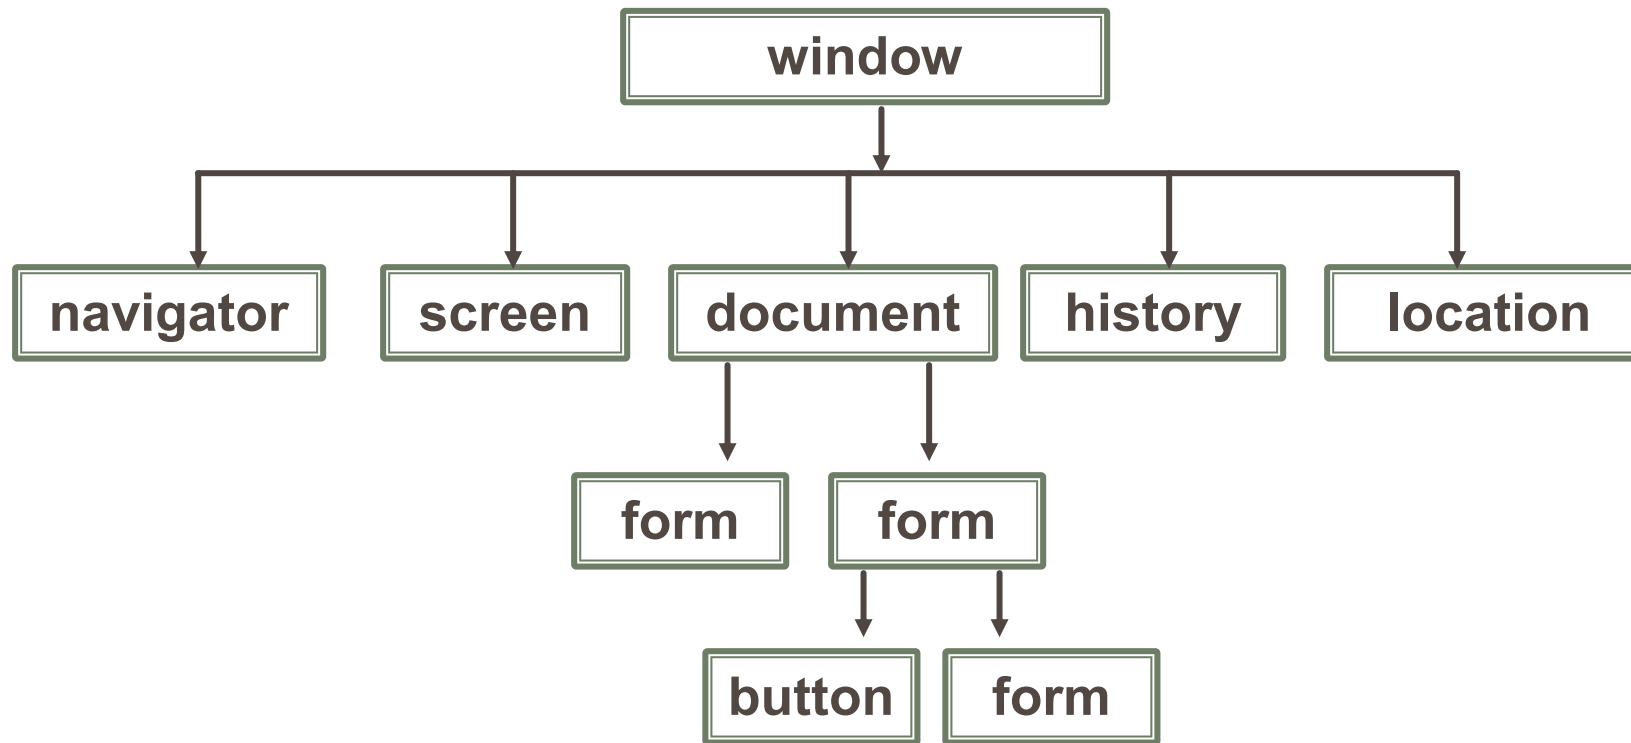 window
navigator
screen
document
history
location
form
form
button
form